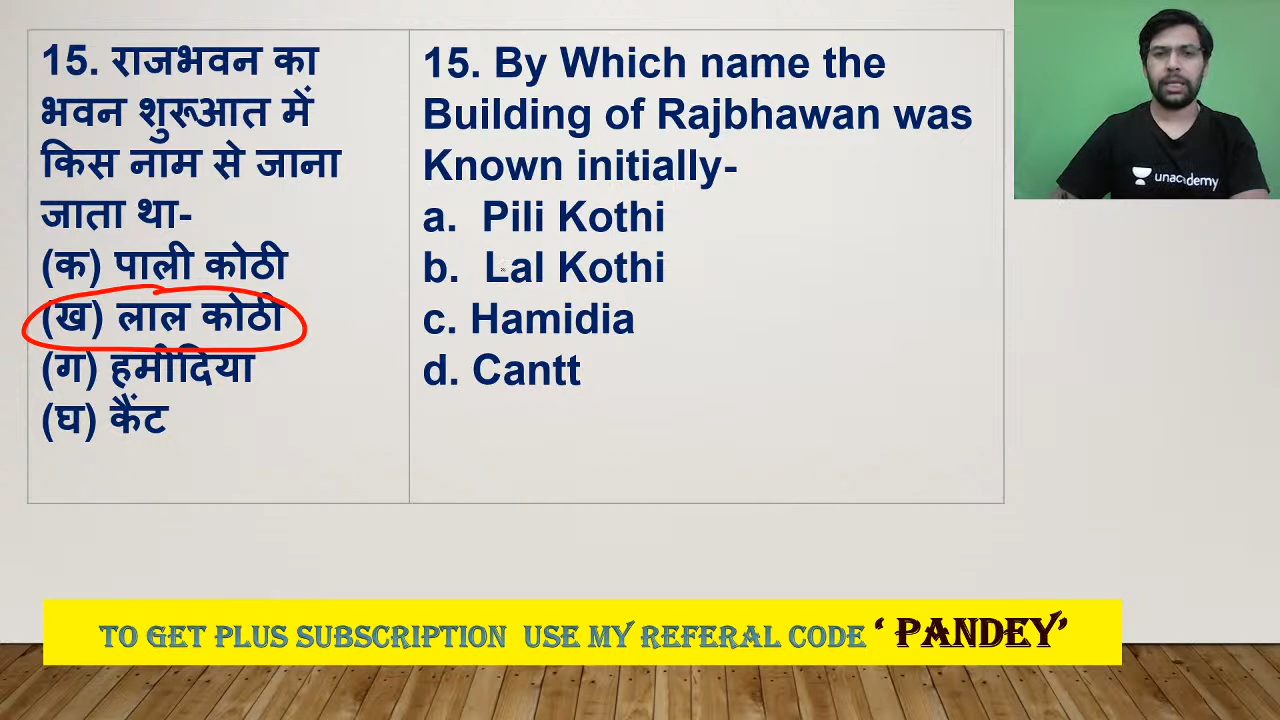 15. राजभवन का
भवन शुरूआत में
किस नाम से जाना
जाता था-
(क) पाली कोठी
(ख) लाल कोठी
(ग) हमीदिया
(घ) कैंट
15. By Which name the
Building of Rajbhawan was
Known initially-
a. Pili Kothi
b. Lal Kothi
c. Hamidia
d. Cantt
unacademy
TO GET PLUS SUBSCRIPTION USE MY REFERAL CODE ‘ PANDEY’